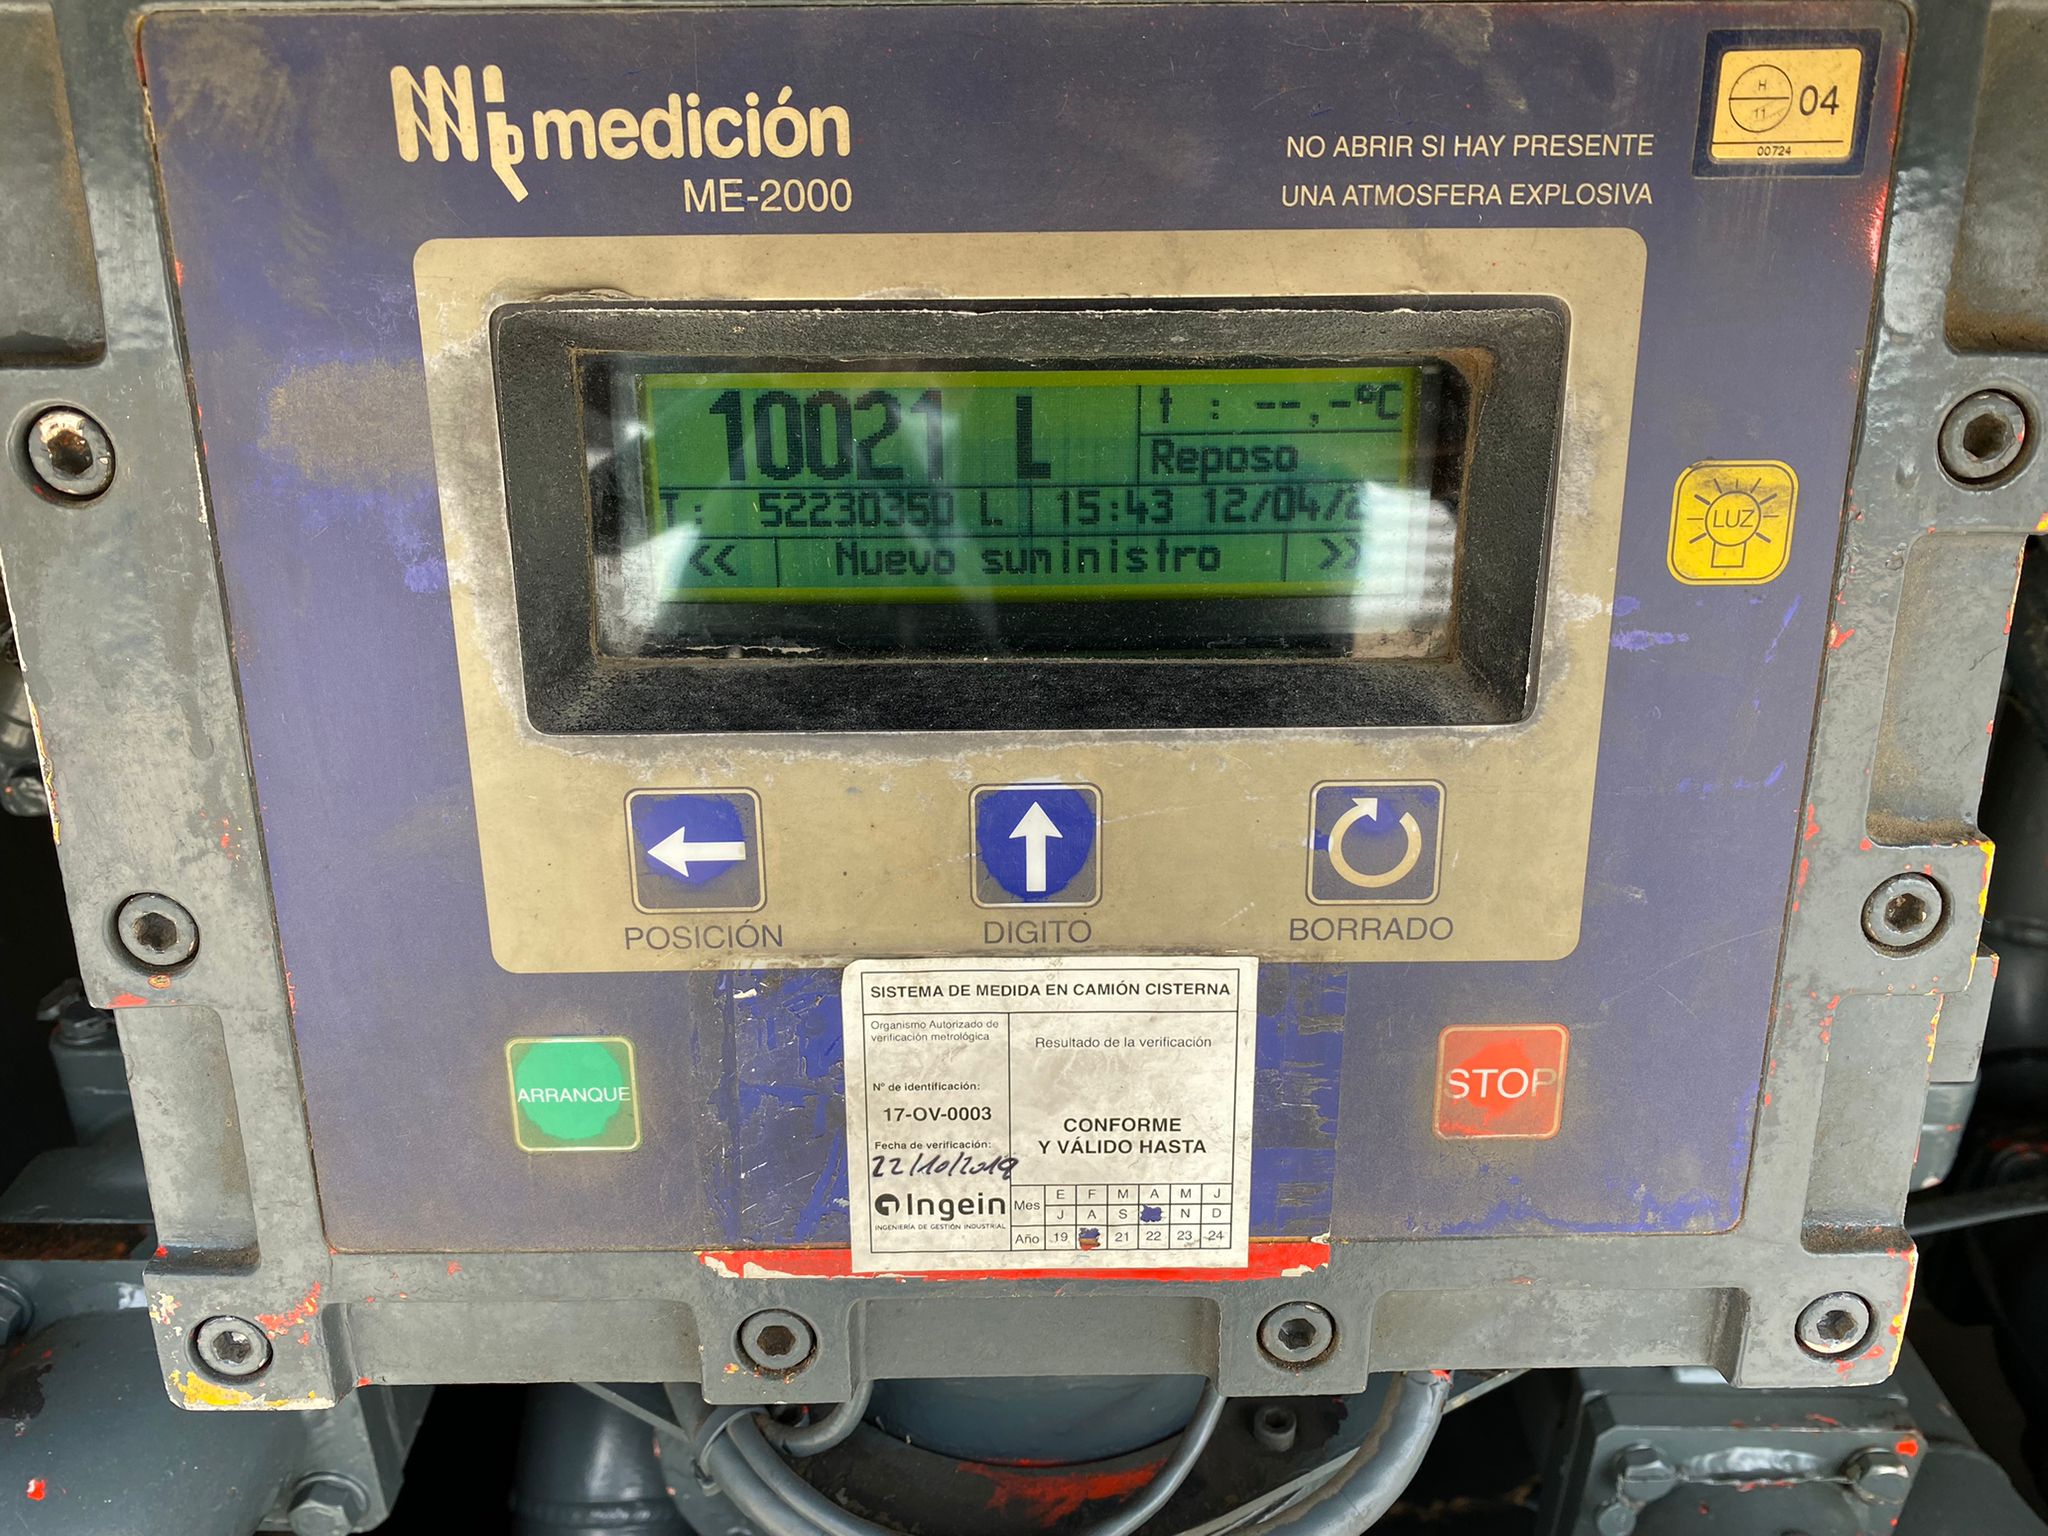 medición
ME-2000
NO ABRIR SI HAY PRESENTE
UNA ATMOSFERA EXPLOSIVA
H
11
04
00724
10021 L
t : --,-ºC
Reposo
T: 52230350 L
15:43 12/04/2
<< Nuevo suministro >>
LUZ
POSICIÓN
DIGITO
BORRADO
ARRANQUE
STOP
SISTEMA DE MEDIDA EN CAMIÓN CISTERNA
Organismo Autorizado de
verificación metrológica
Nº de identificación:
17-OV-0003
Fecha de verificación:
22/10/2019
Ingein
INGENIERÍA DE GESTIÓN INDUSTRIAL
Resultado de la verificación
CONFORME
Y VÁLIDO HASTA
Mes E F M A M J
J A S N D
Año 19 21 22 23 24